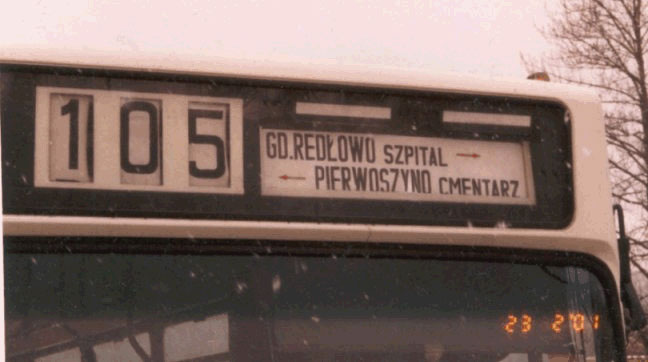 105
GD.REDŁOWO SZPITAL →
← PIERWOSZYNO CMENTARZ
23 2'01